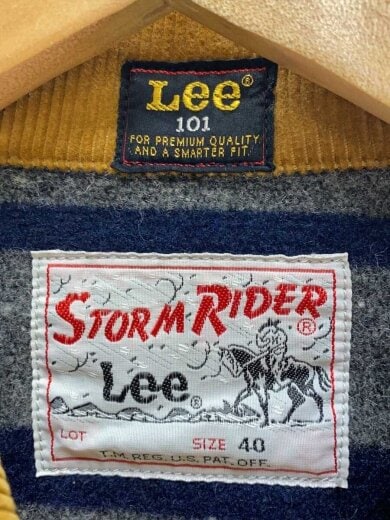 Lee®
101
FOR PREMIUM QUALITY
AND A SMARTER FIT.
STORM RIDER®
Lee®
LOT SIZE 40
T.M. REG. U.S. PAT. OFF.